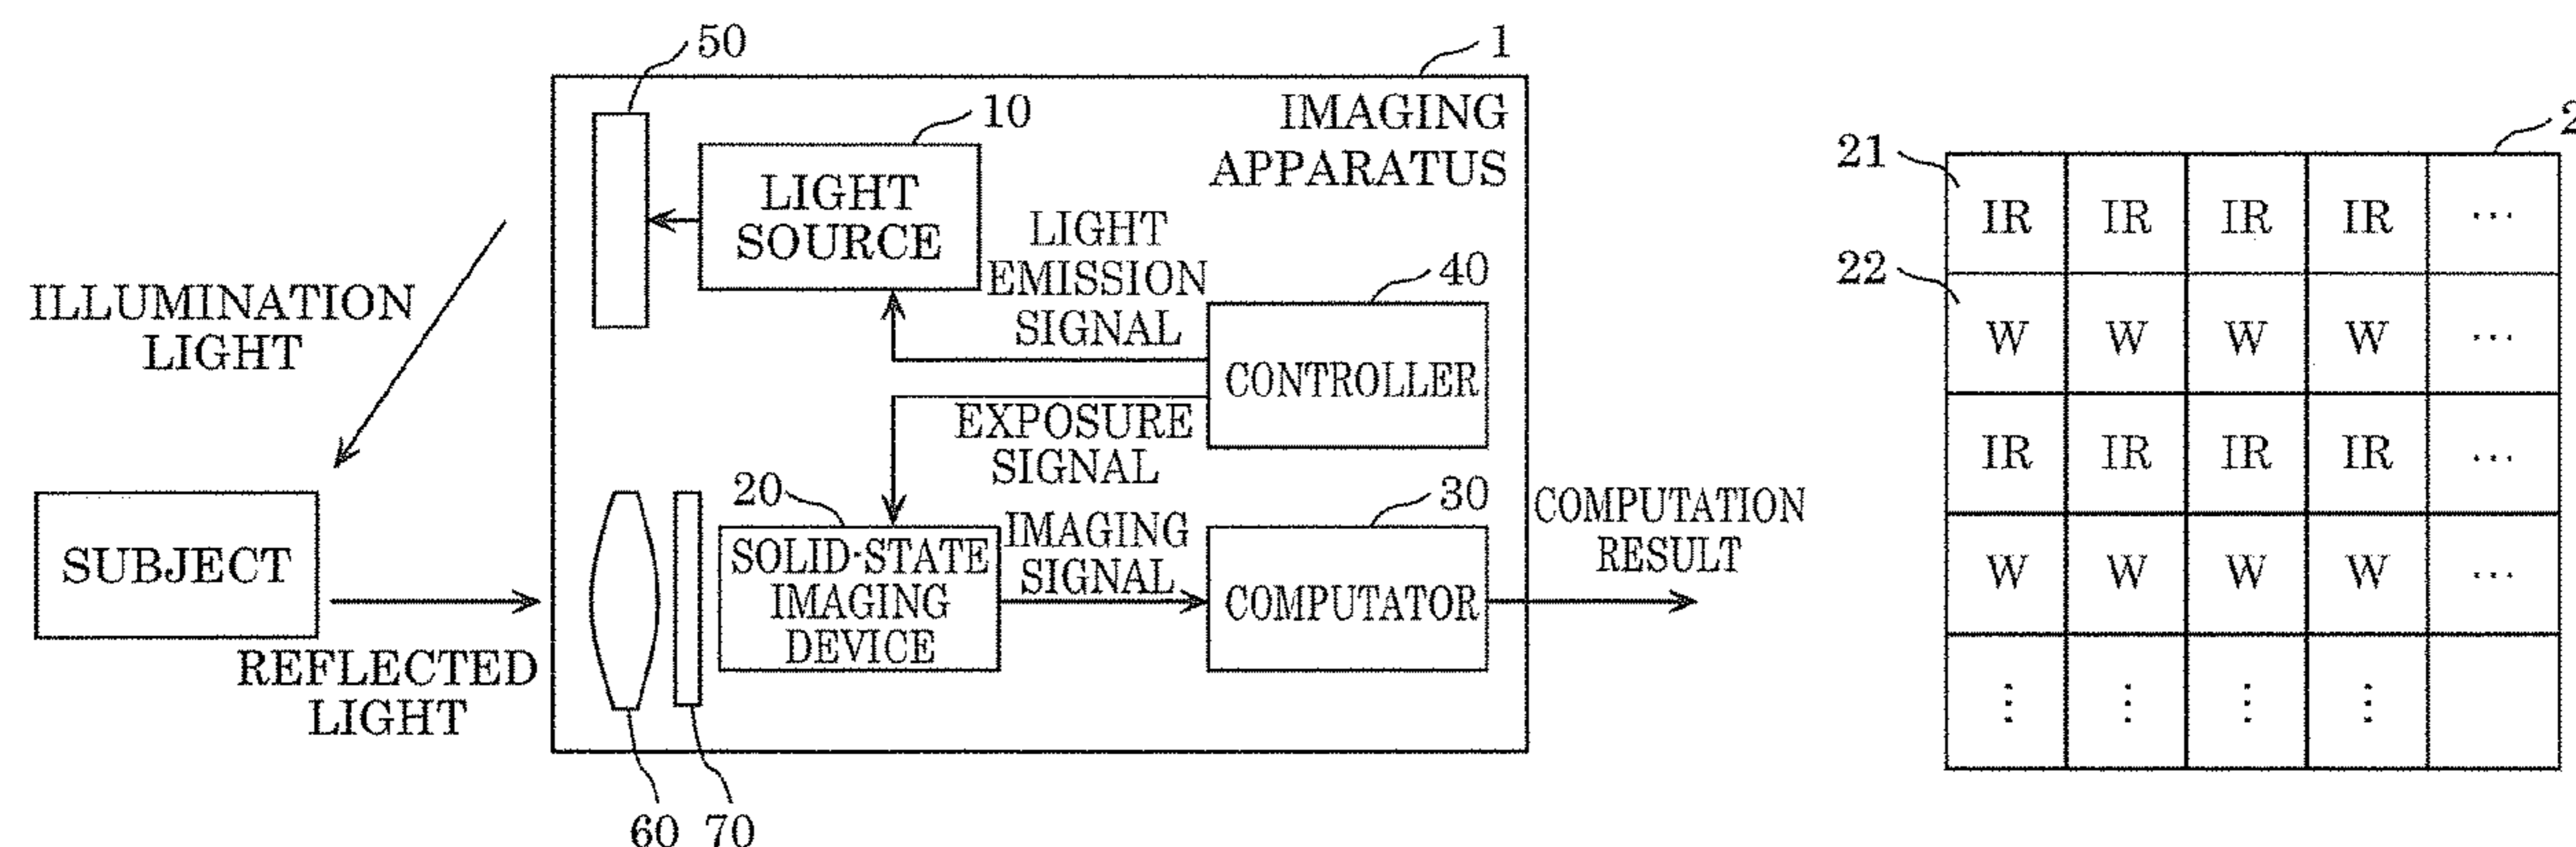 50
1
10
IMAGING
APPARATUS
LIGHT
SOURCE
LIGHT
EMISSION
SIGNAL
40
ILLUMINATION
LIGHT
CONTROLLER
EXPOSURE
SIGNAL
20
30
SUBJECT
SOLID-STATE
IMAGING
DEVICE
IMAGING
SIGNAL
COMPUTATOR
COMPUTATION
RESULT
REFLECTED
LIGHT
60 70
21
22
IR IR IR IR ...
W W W W ...
IR IR IR IR ...
W W W W ...
⋮ ⋮ ⋮ ⋮